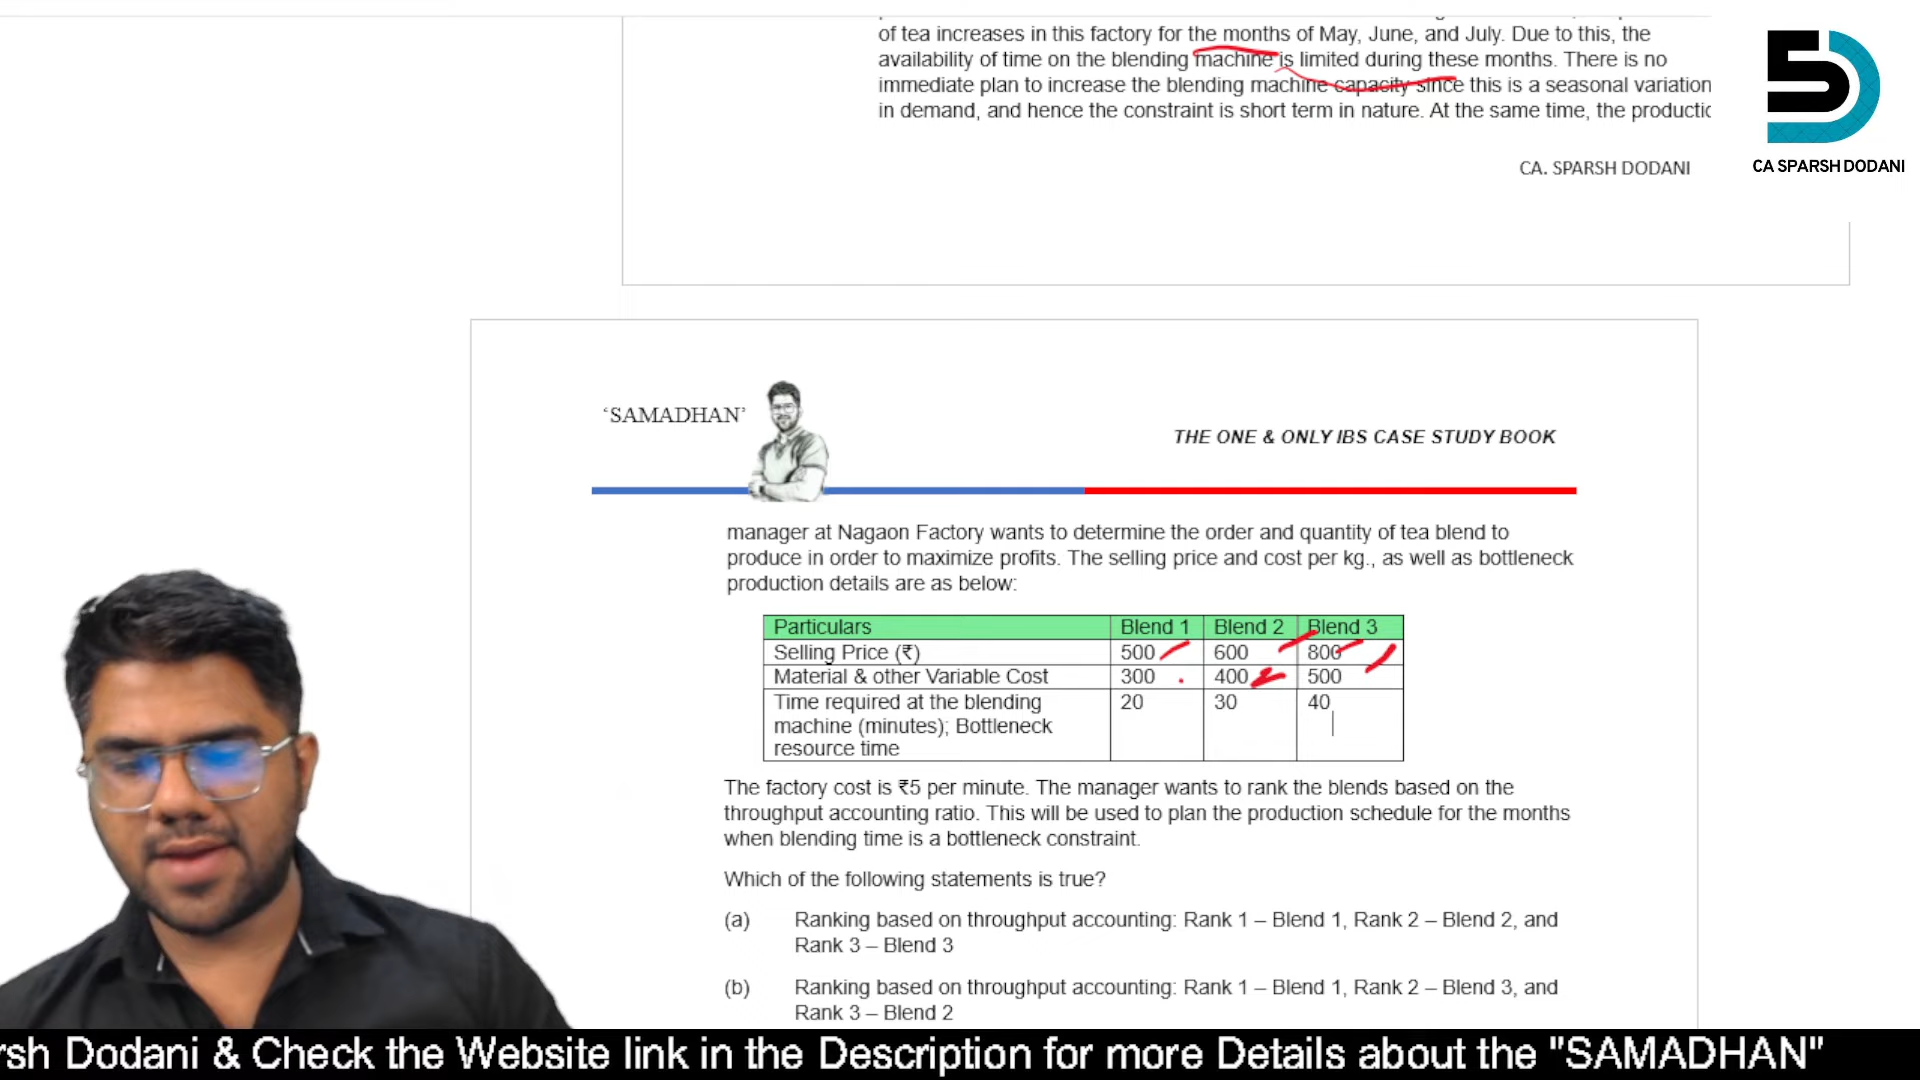 of tea increases in this factory for the months of May, June, and July. Due to this, the
availability of time on the blending machine is limited during these months. There is no
immediate plan to increase the blending machine capacity since this is a seasonal variation
in demand, and hence the constraint is short term in nature. At the same time, the productic
CA. SPARSH DODANI
CA SPARSH DODANI
‘SAMADHAN’
THE ONE & ONLY IBS CASE STUDY BOOK
manager at Nagaon Factory wants to determine the order and quantity of tea blend to
produce in order to maximize profits. The selling price and cost per kg., as well as bottleneck
production details are as below:
Particulars Blend 1 Blend 2 Blend 3
Selling Price (₹) 500 600 800
Material & other Variable Cost 300 400 500
Time required at the blending 20 30 40
machine (minutes); Bottleneck
resource time
The factory cost is ₹5 per minute. The manager wants to rank the blends based on the
throughput accounting ratio. This will be used to plan the production schedule for the months
when blending time is a bottleneck constraint.
Which of the following statements is true?
(a) Ranking based on throughput accounting: Rank 1 – Blend 1, Rank 2 – Blend 2, and
Rank 3 – Blend 3
(b) Ranking based on throughput accounting: Rank 1 – Blend 1, Rank 2 – Blend 3, and
Rank 3 – Blend 2
rsh Dodani & Check the Website link in the Description for more Details about the "SAMADHAN"